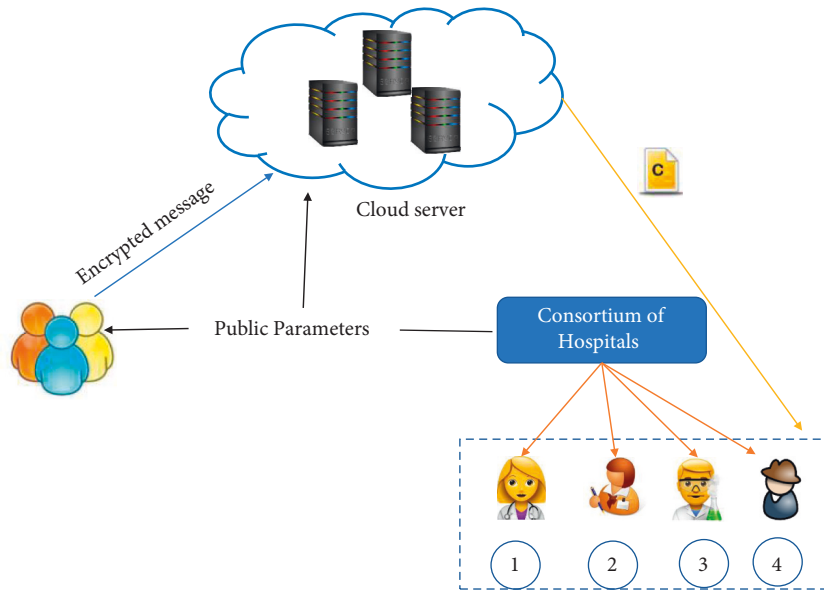 C
Cloud server
Encrypted message
Public Parameters
Consortium of
Hospitals
1
2
3
4